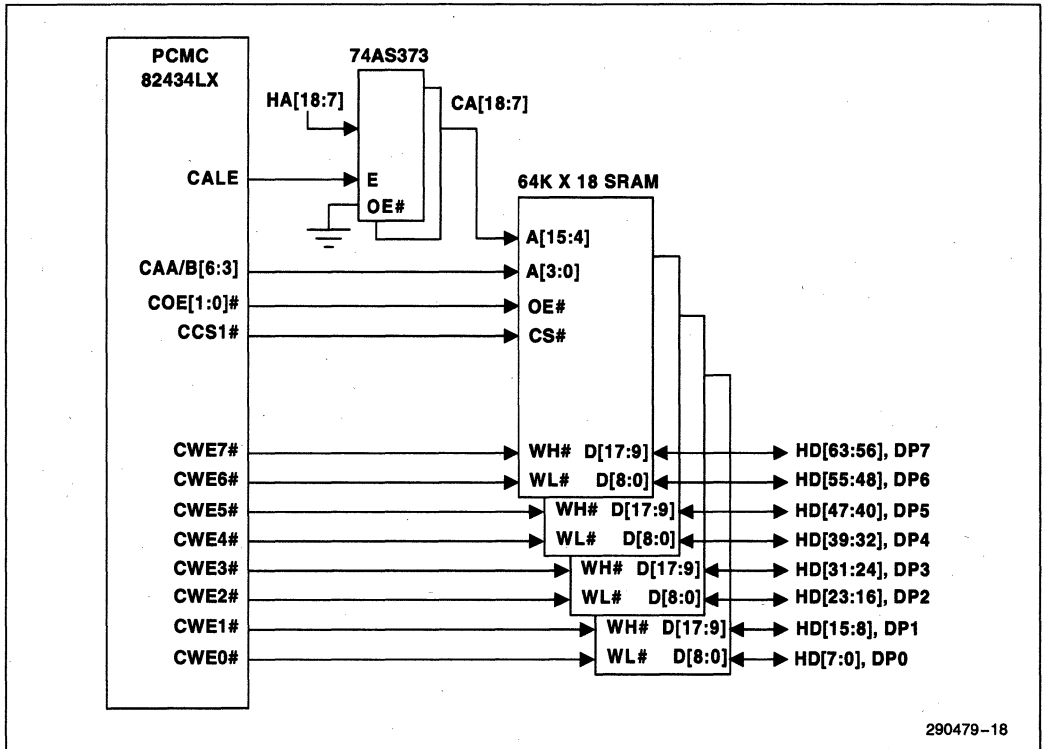 PCMC
82434LX
74AS373
HA[18:7]
CA[18:7]
CALE
E
OE#
64K X 18 SRAM
A[15:4]
CAA/B[6:3]
A[3:0]
COE[1:0]#
OE#
CCS1#
CS#
CWE7#
WH# D[17:9]
HD[63:56], DP7
CWE6#
WL# D[8:0]
HD[55:48], DP6
CWE5#
WH# D[17:9]
HD[47:40], DP5
CWE4#
WL# D[8:0]
HD[39:32], DP4
CWE3#
WH# D[17:9]
HD[31:24], DP3
CWE2#
WL# D[8:0]
HD[23:16], DP2
CWE1#
WH# D[17:9]
HD[15:8], DP1
CWE0#
WL# D[8:0]
HD[7:0], DP0
290479-18